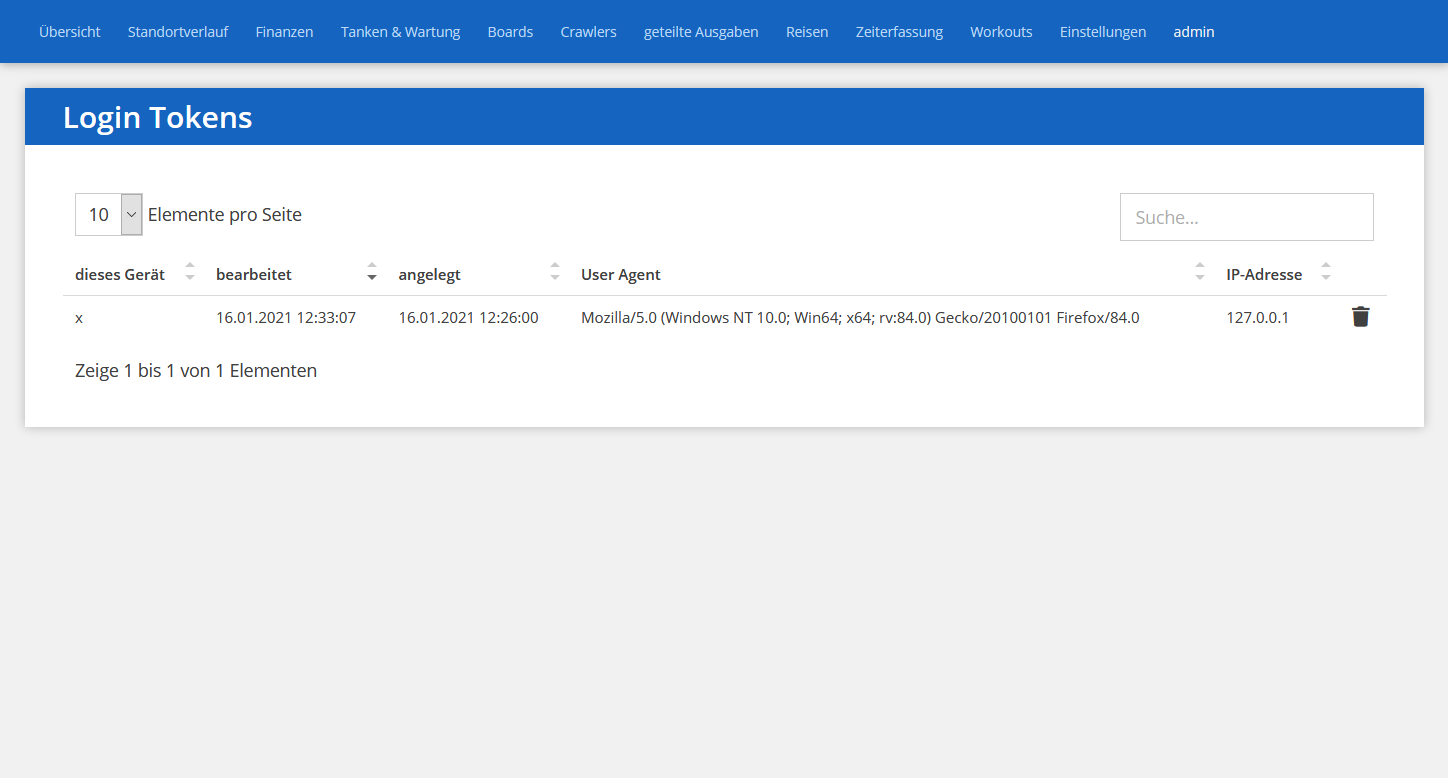 Übersicht Standortverlauf Finanzen Tanken & Wartung Boards Crawlers geteilte Ausgaben Reisen Zeiterfassung Workouts Einstellungen admin
Login Tokens
10 Elemente pro Seite Suche...
dieses Gerät bearbeitet angelegt User Agent IP-Adresse
x 16.01.2021 12:33:07 16.01.2021 12:26:00 Mozilla/5.0 (Windows NT 10.0; Win64; x64; rv:84.0) Gecko/20100101 Firefox/84.0 127.0.0.1
Zeige 1 bis 1 von 1 Elementen